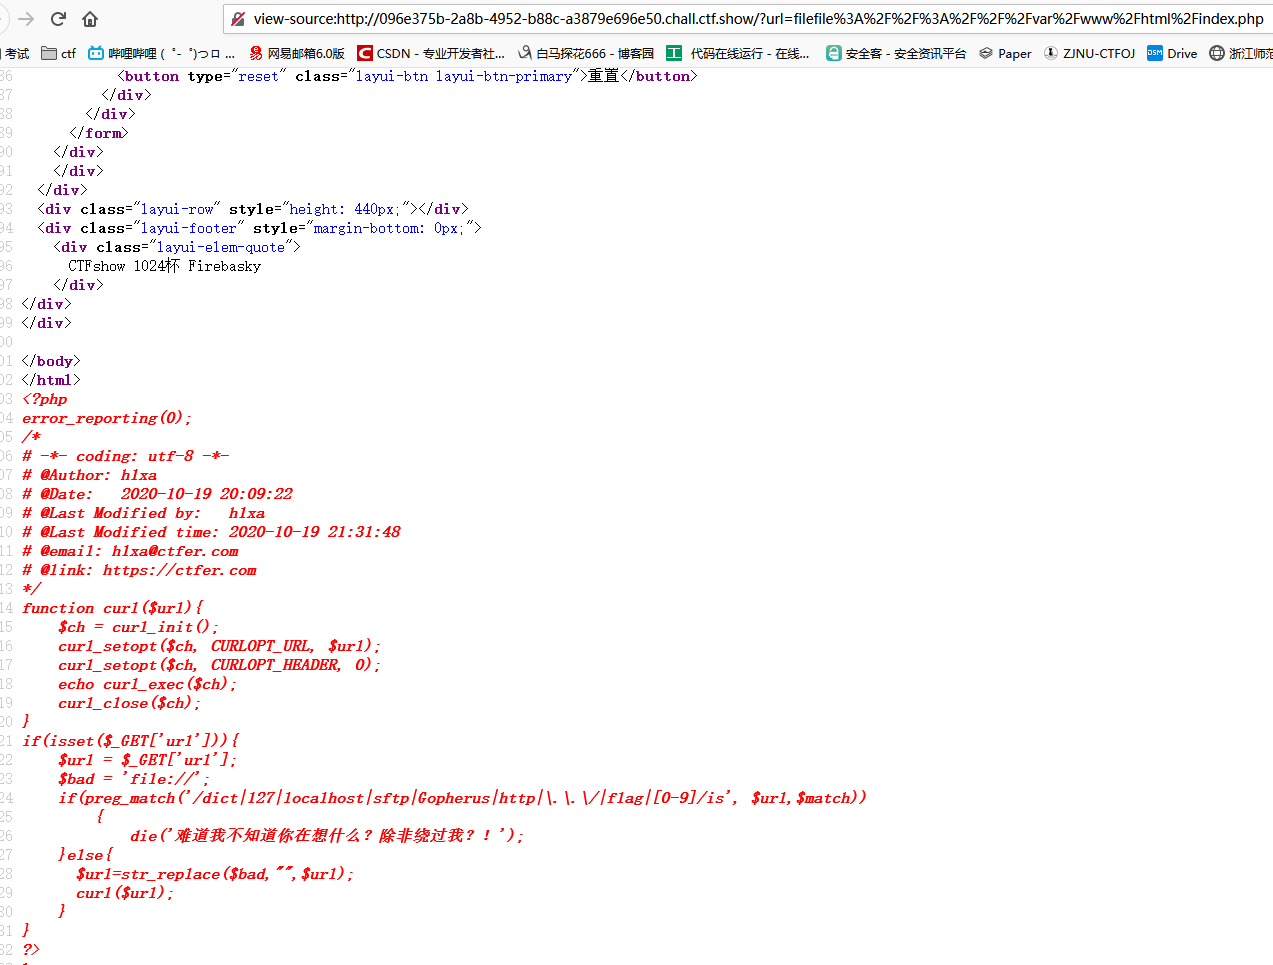 view-source:http://096e375b-2a8b-4952-b88c-a3879e696e50.chall.ctf.show/?url=filefile%3A%2F%2F%3A%2F%2F%2Fvar%2Fwww%2Fhtml%2Findex.php
考试 ctf 哔哩哔哩 ( ゜- ゜)つロ ... 网易邮箱6.0版 CSDN - 专业开发者社... 白马探花666 - 博客园 代码在线运行 - 在线... 安全客 - 安全资讯平台 Paper ZJNU-CTFOJ Drive 浙江师范
86 <button type="reset" class="layui-btn layui-btn-primary">重置</button>
87 </div>
88 </div>
89 </form>
90 </div>
91 </div>
92 </div>
93 <div class="layui-row" style="height: 440px;"></div>
94 <div class="layui-footer" style="margin-bottom: 0px;">
95 <div class="layui-elem-quote">
96 CTFshow 1024杯 Firebasky
97 </div>
98 </div>
99 </div>
00
01 </body>
02 </html>
03 <?php
04 error_reporting(0);
05 /*
06 # -*- coding: utf-8 -*-
07 # @Author: h1xa
08 # @Date:   2020-10-19 20:09:22
09 # @Last Modified by:   h1xa
10 # @Last Modified time: 2020-10-19 21:31:48
11 # @email: h1xa@ctfer.com
12 # @link: https://ctfer.com
13 */
14 function curl($url){
15 $ch = curl_init();
16 curl_setopt($ch, CURLOPT_URL, $url);
17 curl_setopt($ch, CURLOPT_HEADER, 0);
18 echo curl_exec($ch);
19 curl_close($ch);
20 }
21 if(isset($_GET['url'])){
22 $url = $_GET['url'];
23 $bad = 'file://';
24 if(preg_match('/dict|127|localhost|sftp|Gopherus|http|\.\.\/|flag|[0-9]/is', $url,$match))
25 {
26 die('难道我不知道你在想什么？除非绕过我？！');
27 }else{
28 $url=str_replace($bad,"",$url);
29 curl($url);
30 }
31 }
32 ?>